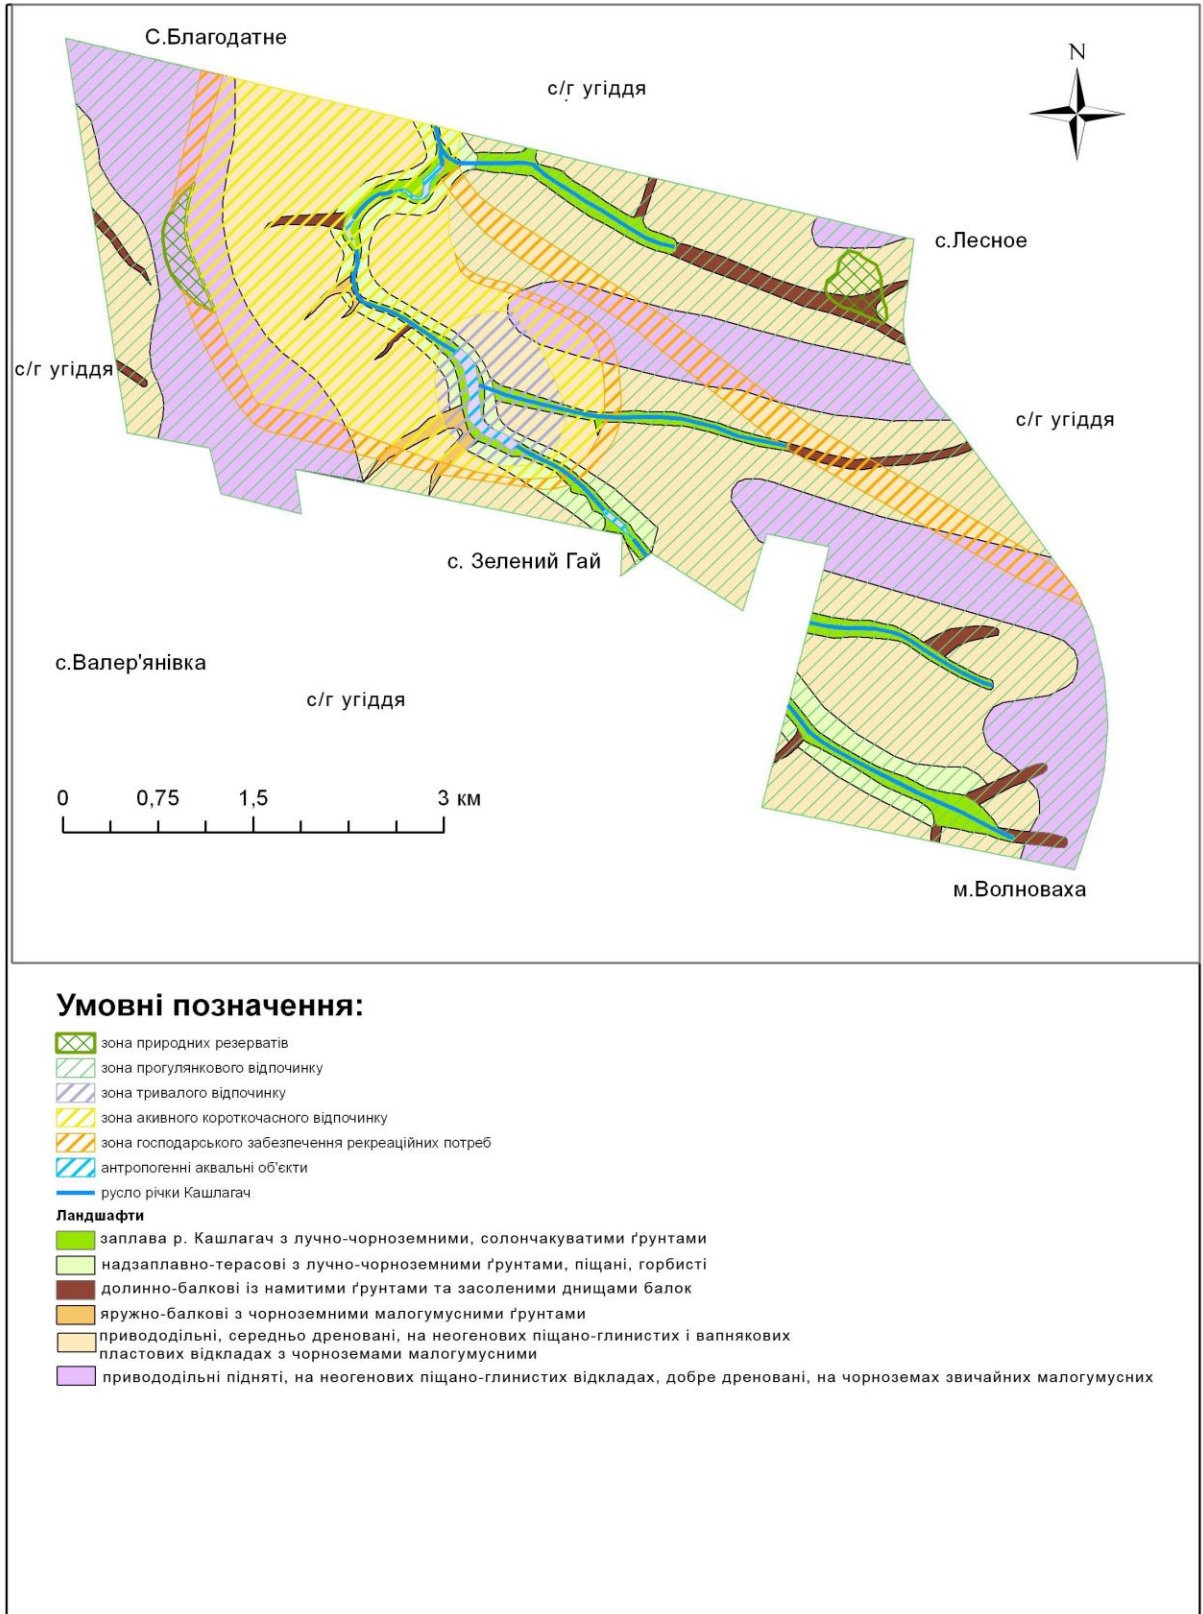 С.Благодатне
N
с/г угіддя
с.Лесное
с/г угіддя
с/г угіддя
с. Зелений Гай
с.Валер'янівка
с/г угіддя
0 0,75 1,5 3 км
м.Волноваха
Умовні позначення:
зона природних резерватів
зона прогулянкового відпочинку
зона тривалого відпочинку
зона акивного короткочасного відпочинку
зона господарського забезпечення рекреаційних потреб
антропогенні аквальні об'єкти
русло річки Кашлагач
Ландшафти
заплава р. Кашлагач з лучно-чорноземними, солончакуватими ґрунтами
надзаплавно-терасові з лучно-чорноземними ґрунтами, піщані, горбисті
долинно-балкові із намитими ґрунтами та засоленими днищами балок
яружно-балкові з чорноземними малогумусними ґрунтами
привододільні, середньо дреновані, на неогенових піщано-глинистих і вапнякових
пластових відкладах з чорноземами малогумусними
привододільні підняті, на неогенових піщано-глинистих відкладах, добре дреновані, на чорноземах звичайних малогумусних